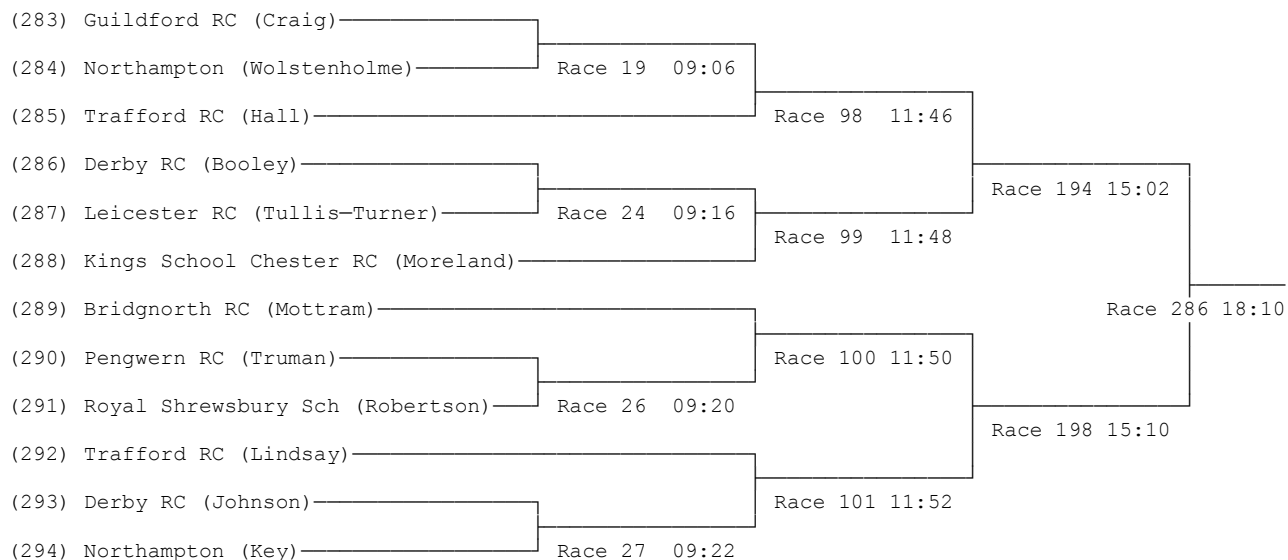 (283) Guildford RC (Craig)
(284) Northampton (Wolstenholme) Race 19 09:06
(285) Trafford RC (Hall) Race 98 11:46
(286) Derby RC (Booley)
Race 194 15:02
(287) Leicester RC (Tullis-Turner) Race 24 09:16
Race 99 11:48
(288) Kings School Chester RC (Moreland)
(289) Bridgnorth RC (Mottram) Race 286 18:10
(290) Pengwern RC (Truman) Race 100 11:50
(291) Royal Shrewsbury Sch (Robertson) Race 26 09:20
Race 198 15:10
(292) Trafford RC (Lindsay)
(293) Derby RC (Johnson) Race 101 11:52
(294) Northampton (Key) Race 27 09:22